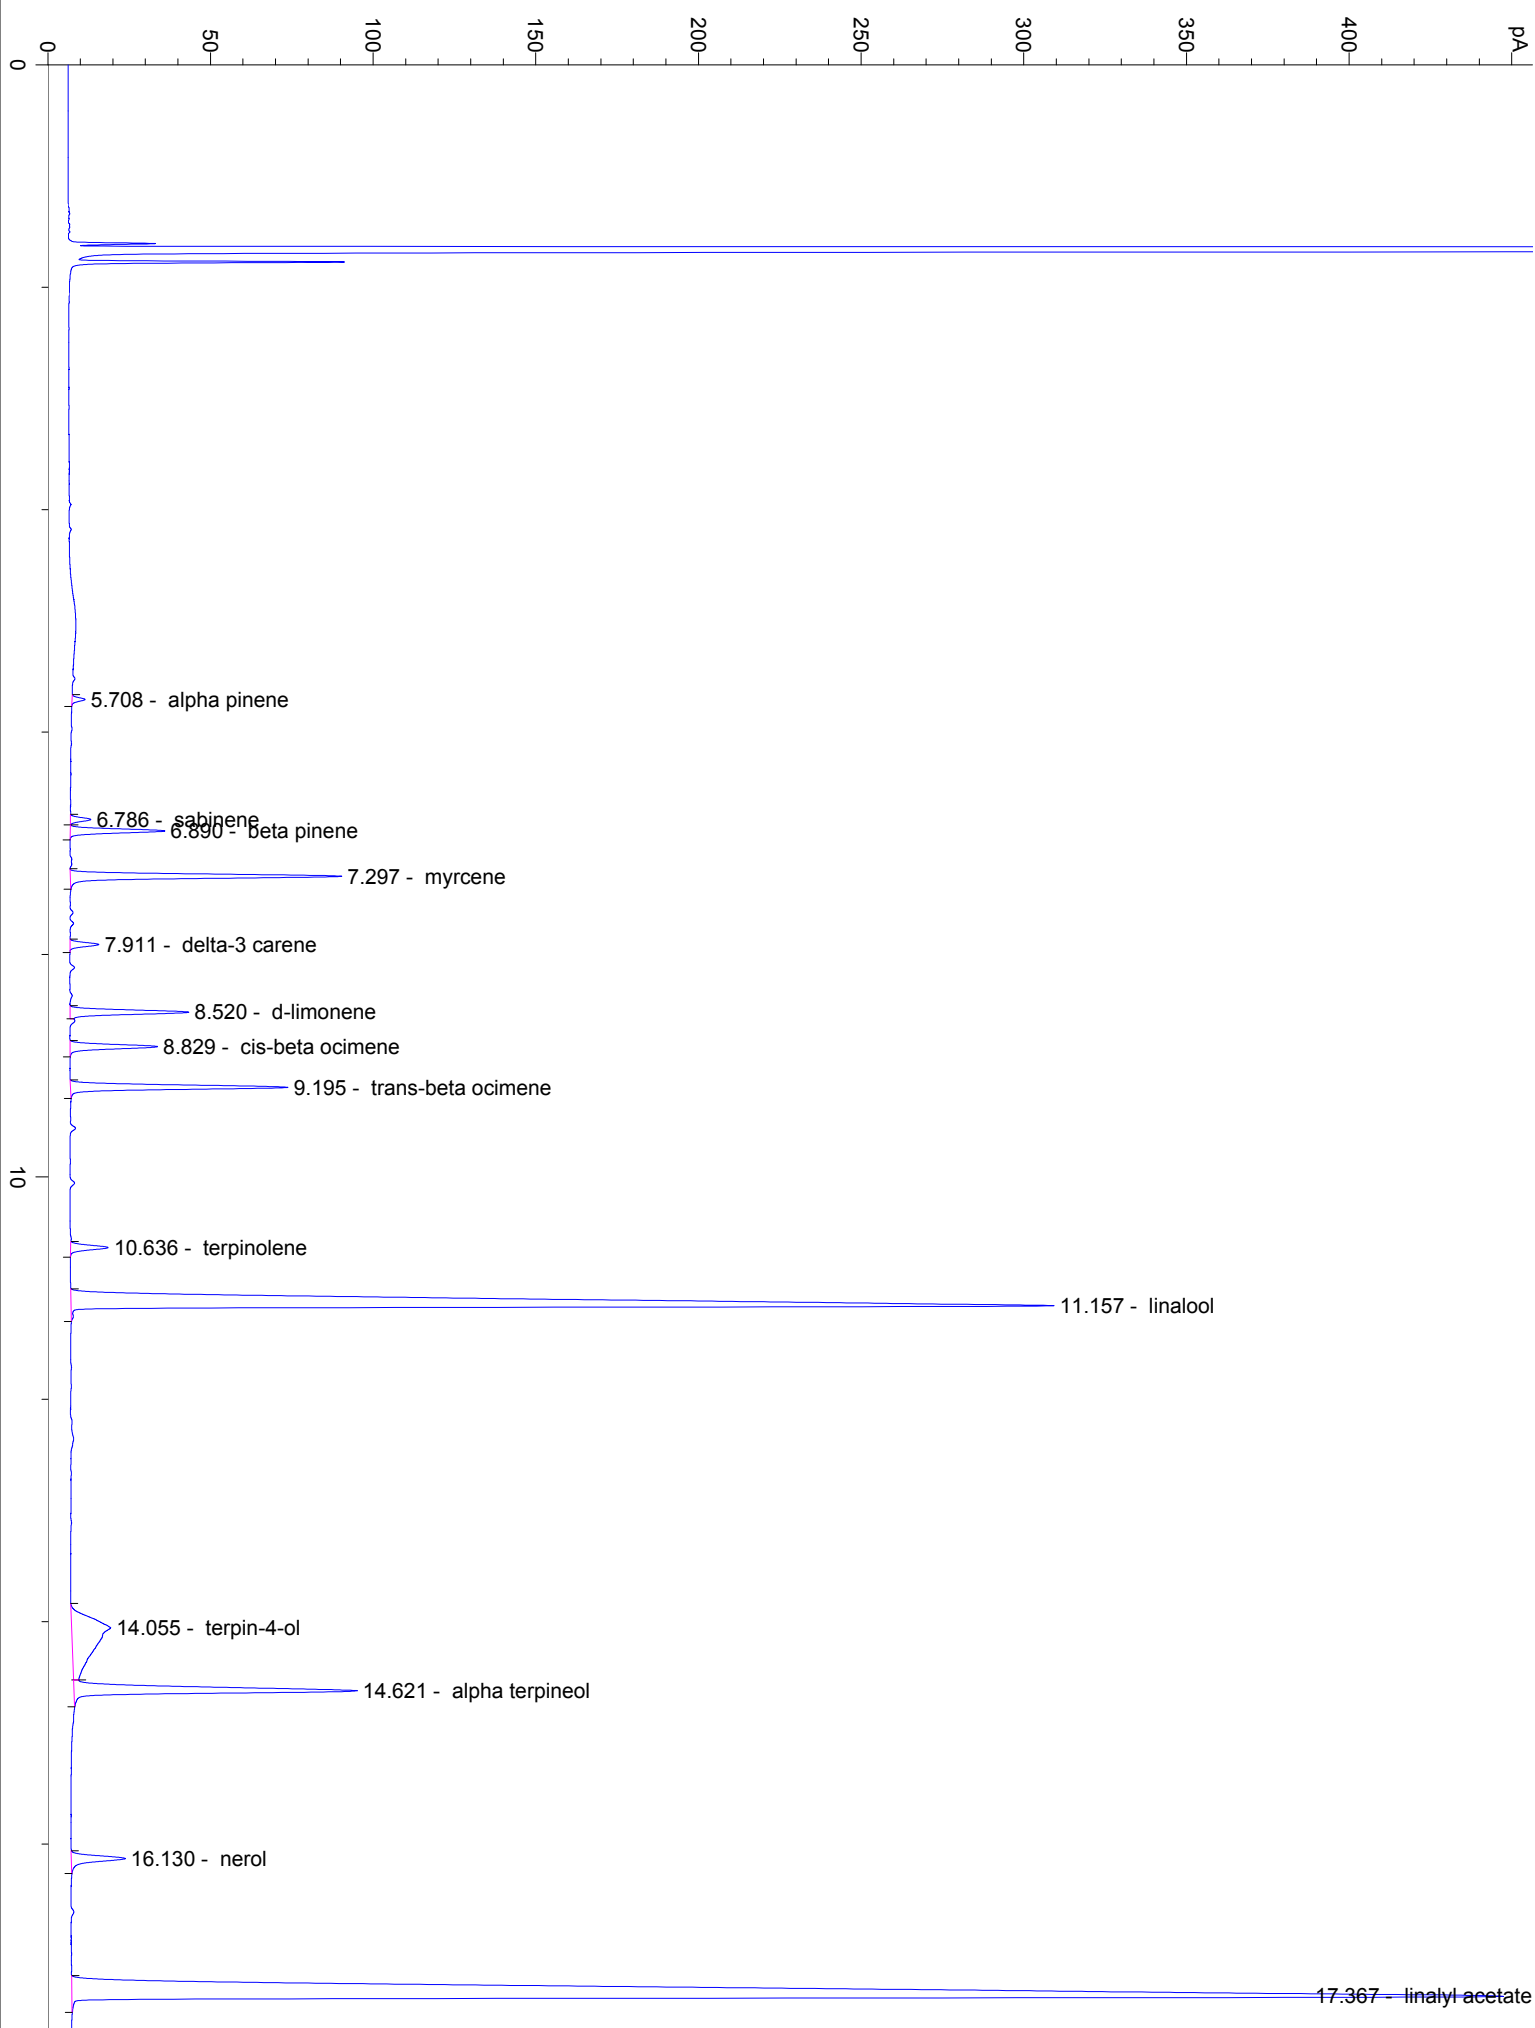 pA
0
50
100
150
200
250
300
350
400
0
5.708 - alpha pinene
6.786 - sabinene
6.890 - beta pinene
7.297 - myrcene
7.911 - delta-3 carene
8.520 - d-limonene
8.829 - cis-beta ocimene
9.195 - trans-beta ocimene
10
10.636 - terpinolene
11.157 - linalool
14.055 - terpin-4-ol
14.621 - alpha terpineol
16.130 - nerol
17.367 - linalyl acetate